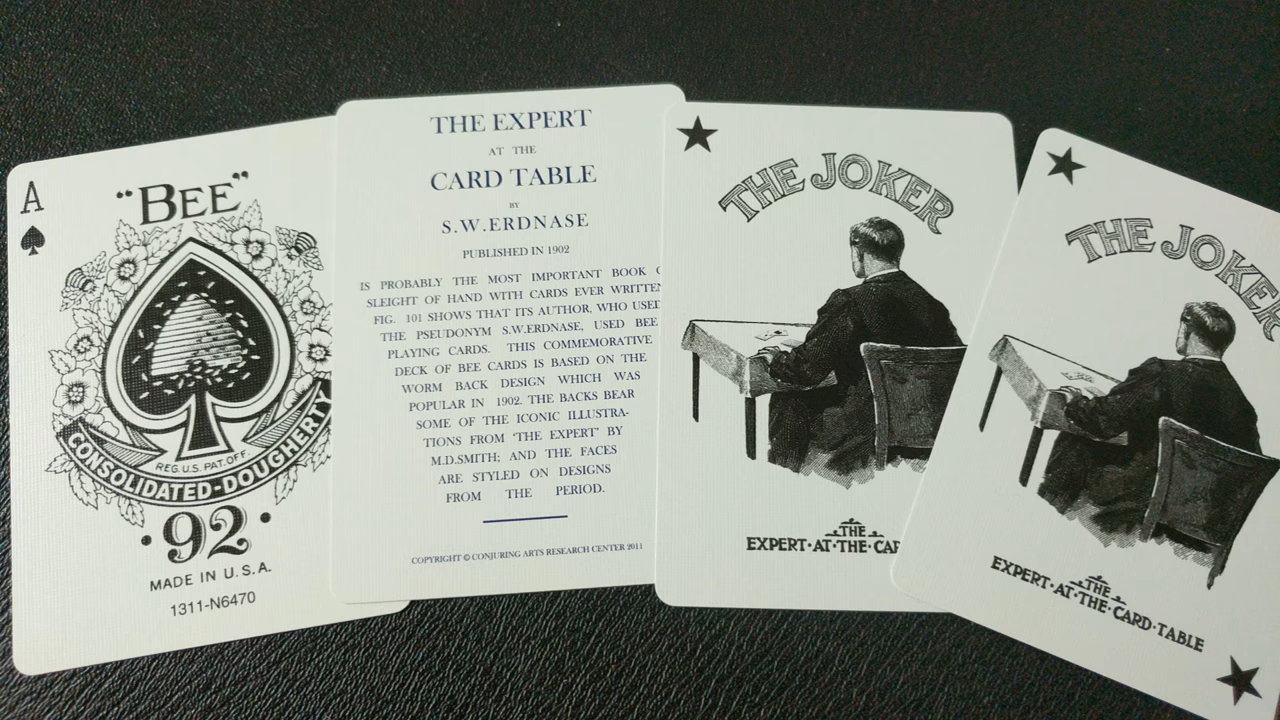 A
"BEE"
REG. U.S. PAT. OFF.
CONSOLIDATED-DOUGHERTY
·92·
MADE IN U.S.A.
1311-N6470
THE EXPERT
AT THE
CARD TABLE
BY
S.W.ERDNASE
PUBLISHED IN 1902
IS PROBABLY THE MOST IMPORTANT BOOK
SLEIGHT OF HAND WITH CARDS EVER WRITTEN
FIG. 101 SHOWS THAT ITS AUTHOR, WHO USED
THE PSEUDONYM S.W.ERDNASE, USED BEE
PLAYING CARDS. THIS COMMEMORATIVE
DECK OF BEE CARDS IS BASED ON THE
WORM BACK DESIGN WHICH WAS
POPULAR IN 1902. THE BACKS BEAR
SOME OF THE ICONIC ILLUSTRA-
TIONS FROM 'THE EXPERT' BY
M.D.SMITH; AND THE FACES
ARE STYLED ON DESIGNS
FROM THE PERIOD.
COPYRIGHT © CONJURING ARTS RESEARCH CENTER 2011
THE JOKER
THE
EXPERT·AT·THE·CAR
THE JOKER
THE
EXPERT·AT·THE·CARD·TABLE